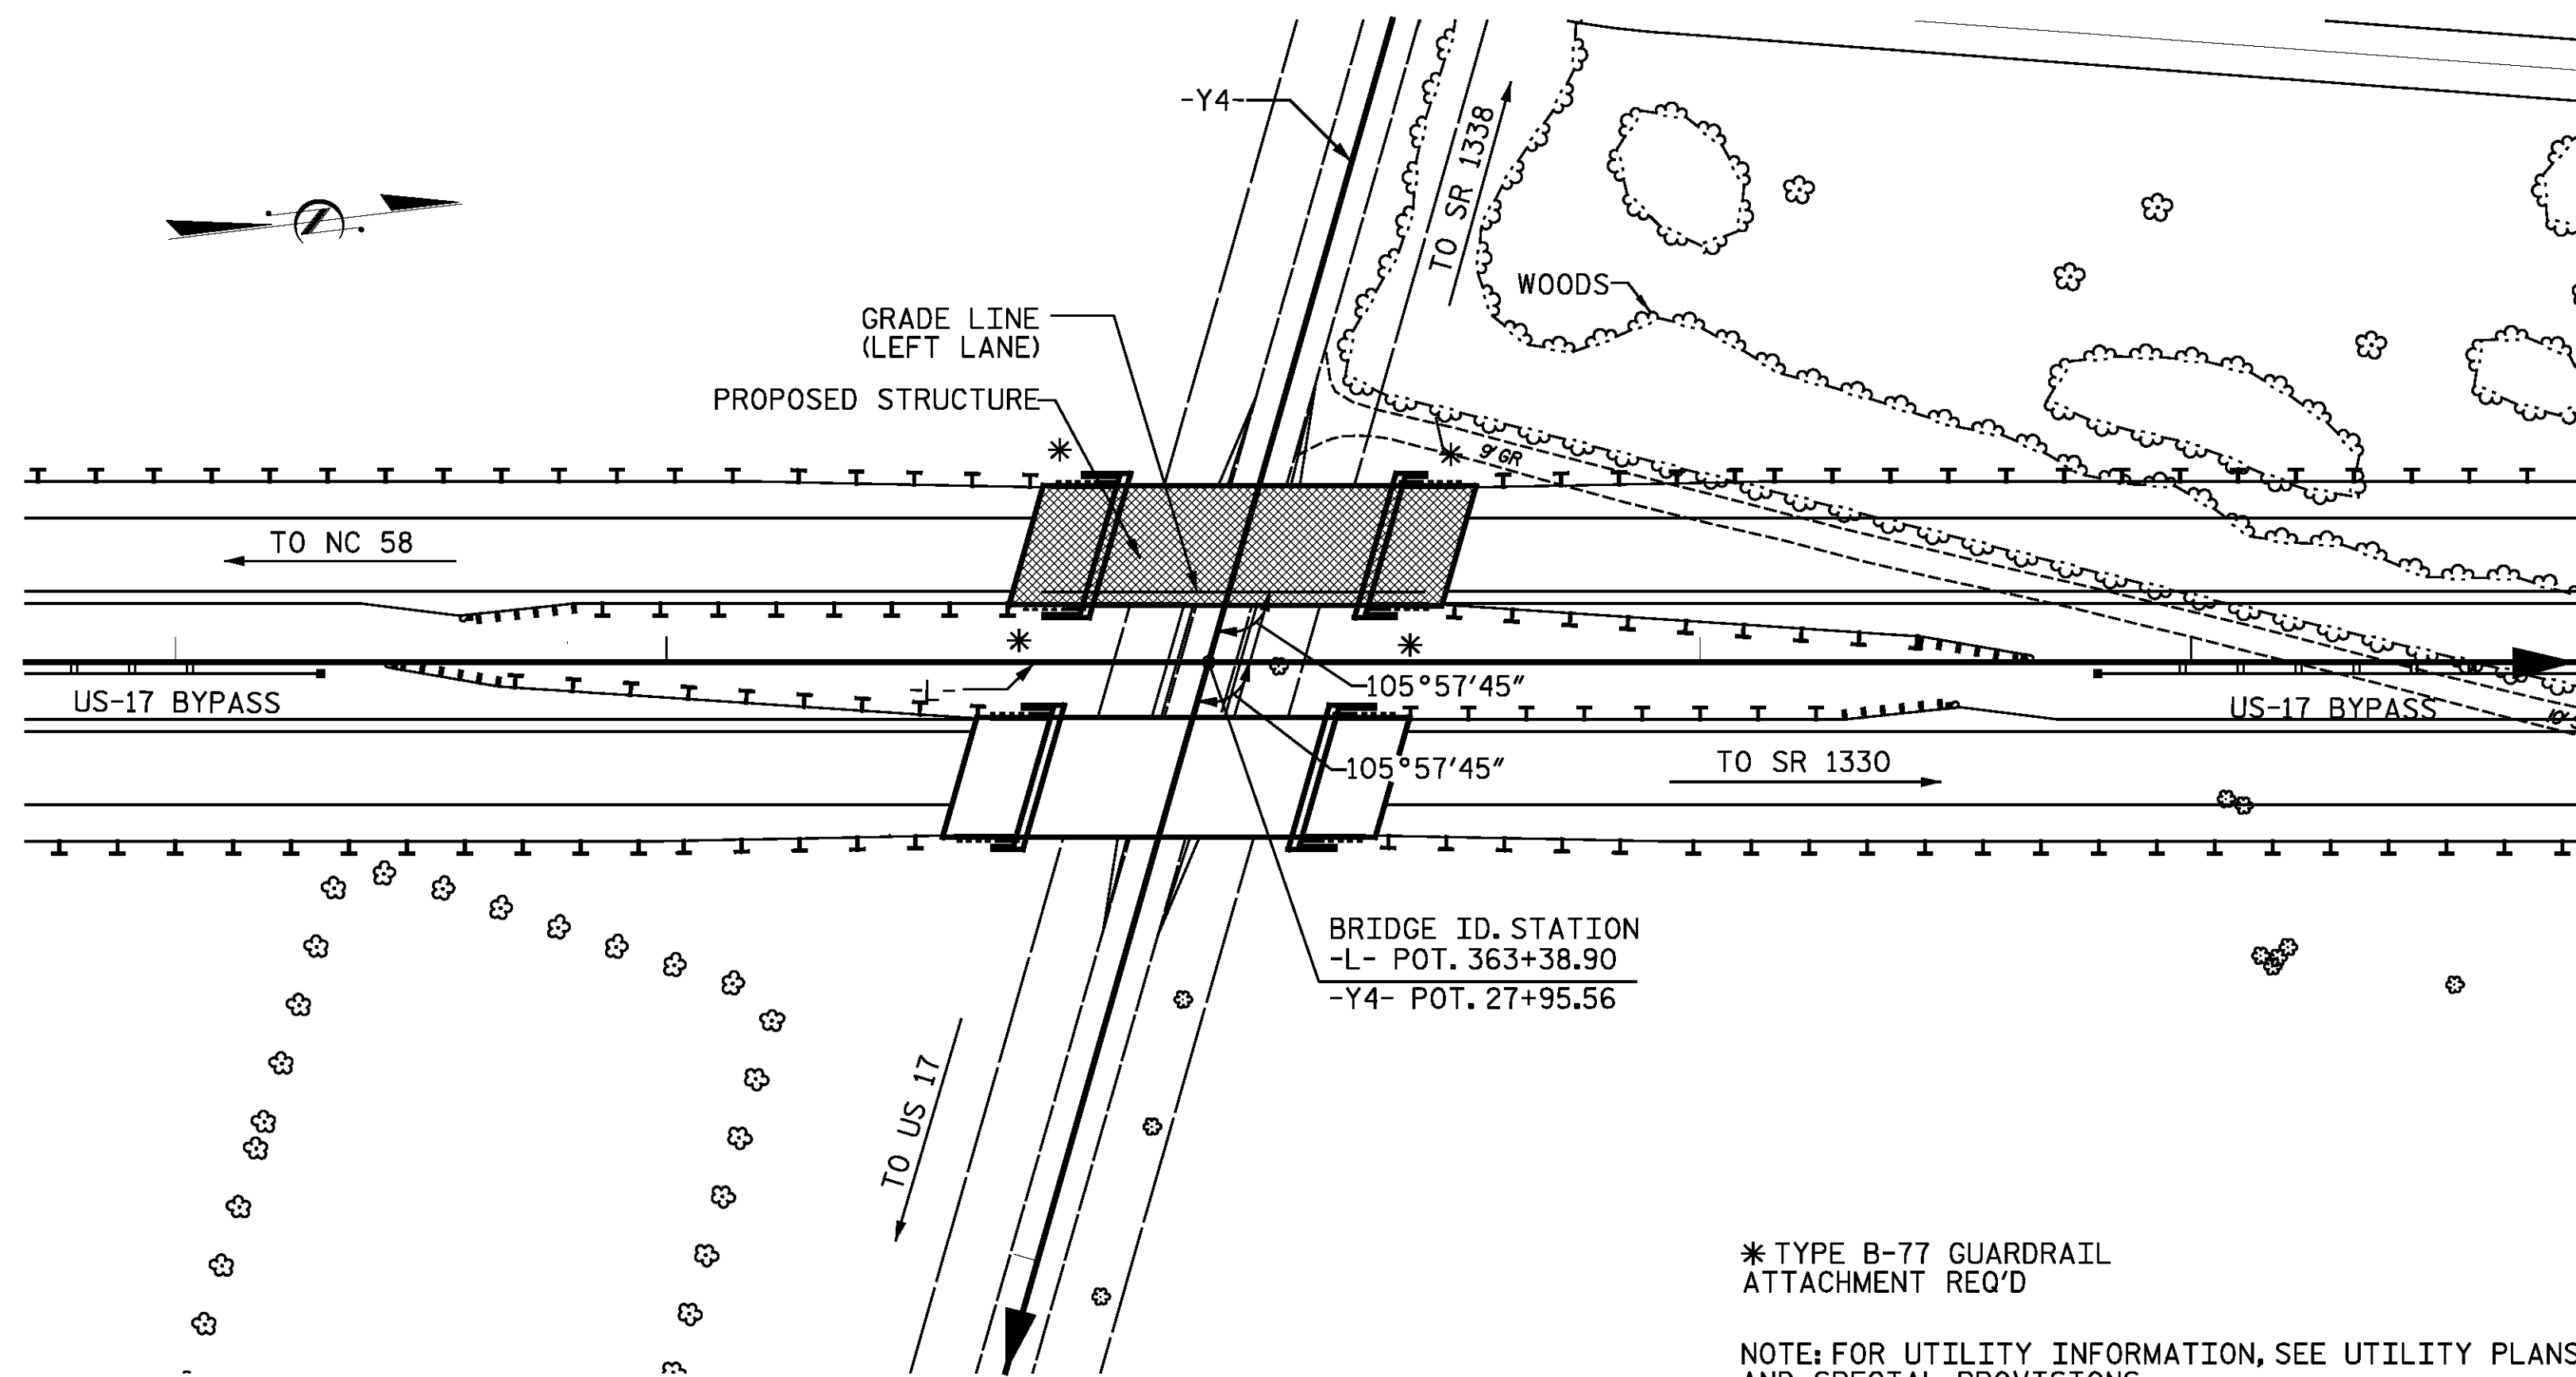 -Y4-
TO SR 1338
WOODS
GRADE LINE
(LEFT LANE)
PROPOSED STRUCTURE
9' GR
TO NC 58
-L-
105°57'45"
US-17 BYPASS
US-17 BYPASS
105°57'45"
TO SR 1330
BRIDGE ID. STATION
-L- POT. 363+38.90
-Y4- POT. 27+95.56
TO US 17
* TYPE B-77 GUARDRAIL
ATTACHMENT REQ'D
NOTE: FOR UTILITY INFORMATION, SEE UTILITY PLANS
AND SPECIAL PROVISIONS